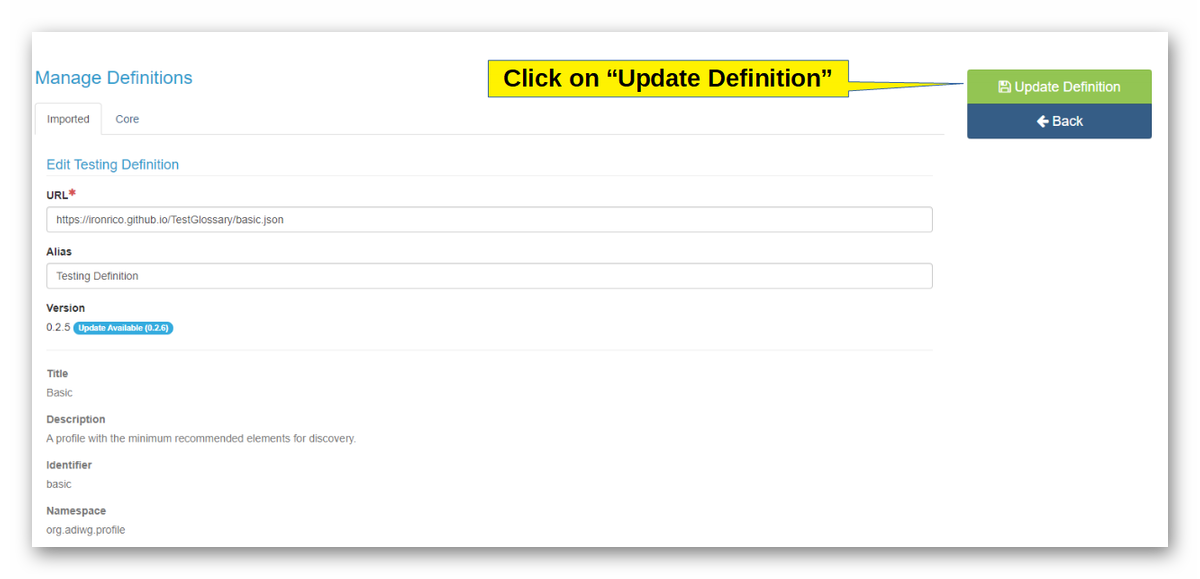 Manage Definitions
Click on “Update Definition”
Update Definition
Back
Imported
Core
Edit Testing Definition
URL*
https://ironrico.github.io/TestGlossary/basic.json
Alias
Testing Definition
Version
0.2.5 Update Available (0.2.6)
Title
Basic
Description
A profile with the minimum recommended elements for discovery.
Identifier
basic
Namespace
org.adiwg.profile